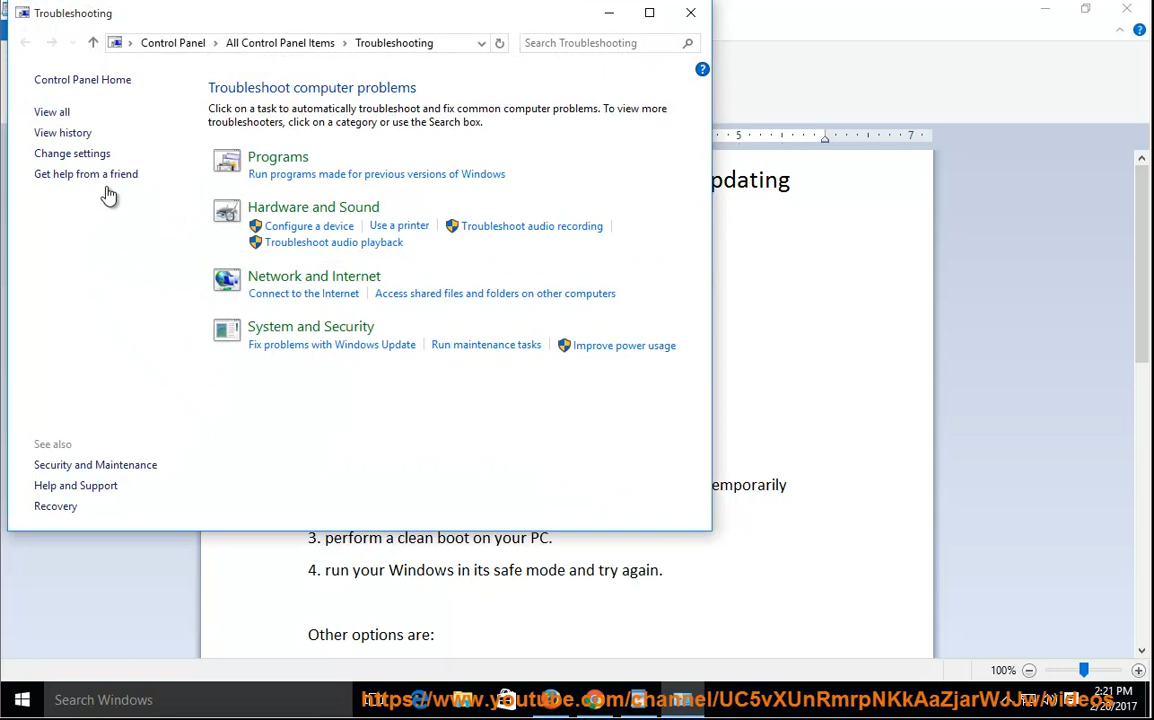 Troubleshooting
Control Panel
All Control Panel Items
Troubleshooting
Search Troubleshooting
Control Panel Home
View all
View history
Change settings
Get help from a friend
Troubleshoot computer problems
Click on a task to automatically troubleshoot and fix common computer problems. To view more
troubleshooters, click on a category or use the Search box.
Programs
Run programs made for previous versions of Windows
Hardware and Sound
Configure a device
Use a printer
Troubleshoot audio recording
Troubleshoot audio playback
Network and Internet
Connect to the Internet
Access shared files and folders on other computers
System and Security
Fix problems with Windows Update
Run maintenance tasks
Improve power usage
See also
Security and Maintenance
Help and Support
Recovery
5
7
pdating
emporarily
3. perform a clean boot on your PC.
4. run your Windows in its safe mode and try again.
Other options are:
100%
Search Windows
2:21 PM
2/20/2017